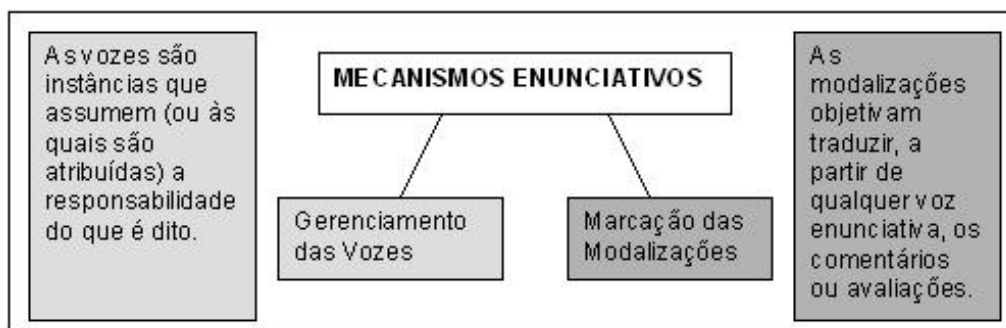 As vozes são
instâncias que
assumem (ou às
quais são
atribuídas) a
responsabilidade
do que é dito.
MECANISMOS ENUNCIATIVOS
Gerenciamento
das Vozes
Marcação das
Modalizações
As
modalizações
objetivam
traduzir, a
partir de
qualquer voz
enunciativa, os
comentários
ou avaliações.